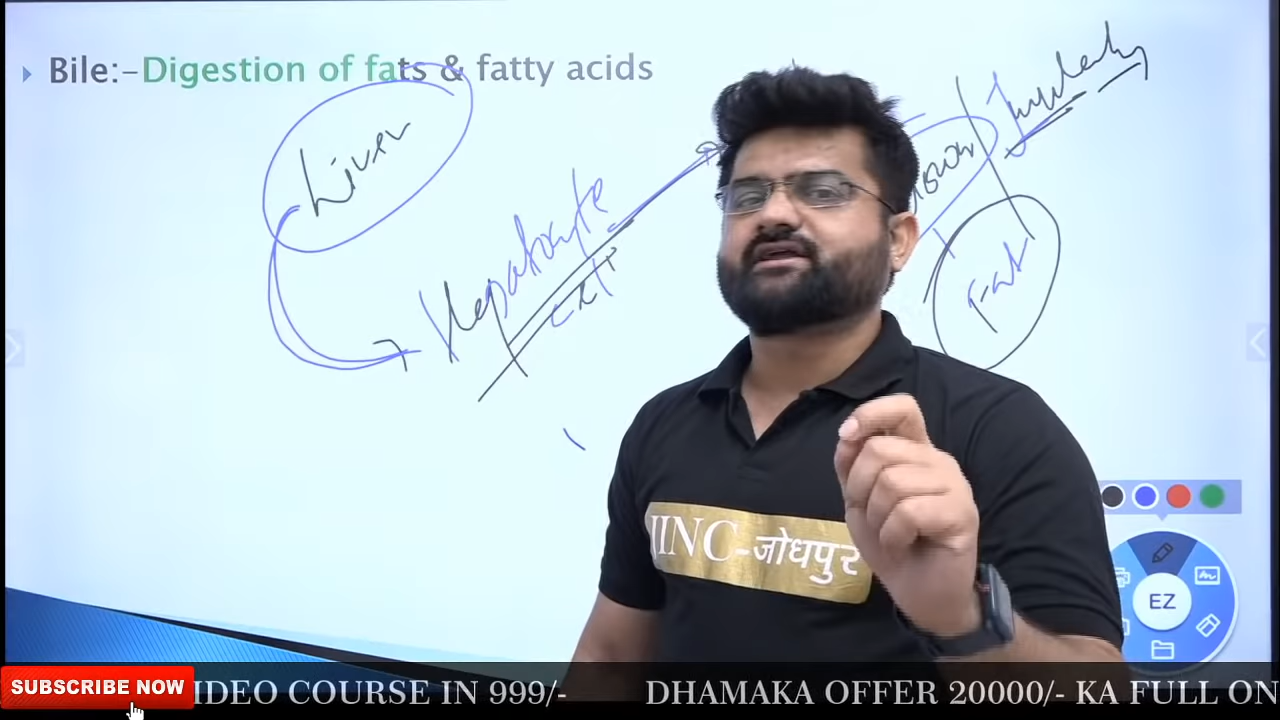 Bile:-Digestion of fats & fatty acids
Liver
Hepatocyte
Fat
JINC-जोधपुर
EZ
SUBSCRIBE NOW
IDEO COURSE IN 999/- DHAMAKA OFFER 20000/- KA FULL ON